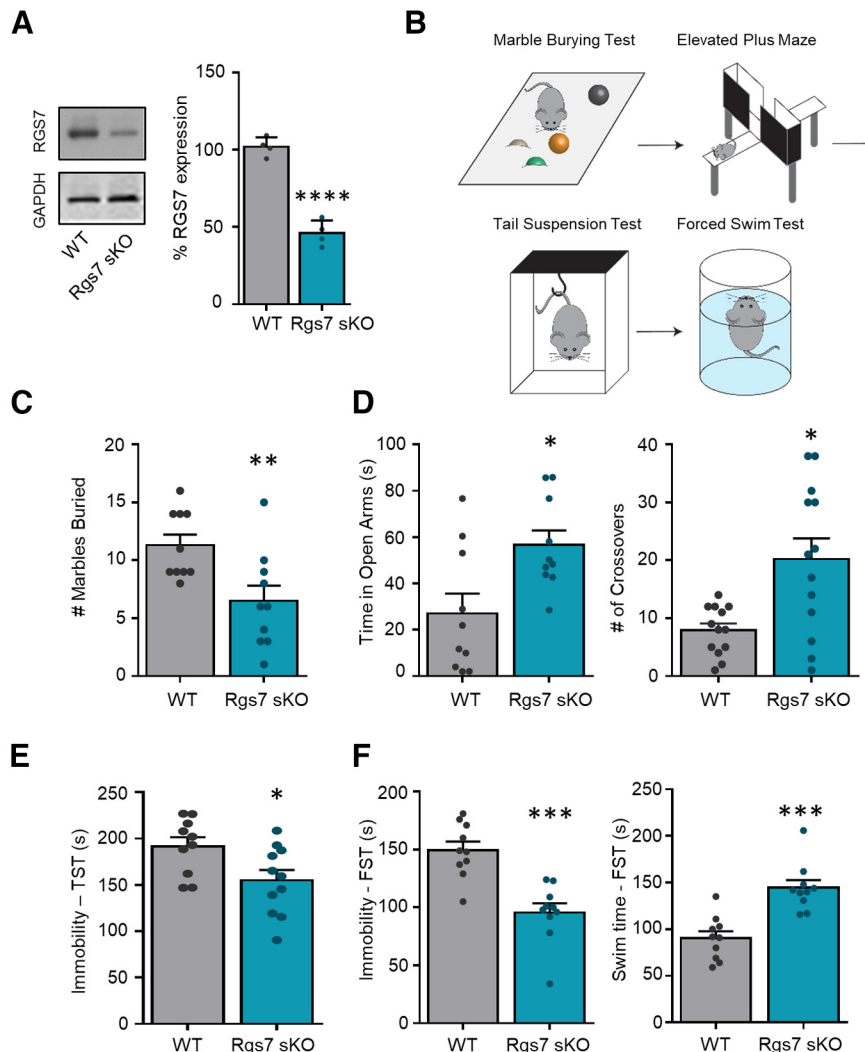 A
RGS7
GAPDH
WT
Rgs7 sKO
% RGS7 expression
150
100
50
0
****
WT Rgs7 sKO
B
Marble Burying Test Elevated Plus Maze
Tail Suspension Test Forced Swim Test
C
# Marbles Buried
20
15
10
5
0
**
WT Rgs7 sKO
D
Time in Open Arms (s)
100
80
60
40
20
0
*
WT Rgs7 sKO
# of Crossovers
40
30
20
10
0
*
WT Rgs7 sKO
E
Immobility – TST (s)
250
200
150
100
50
0
*
WT Rgs7 sKO
F
Immobility - FST (s)
200
150
100
50
0
***
WT Rgs7 sKO
Swim time - FST (s)
250
200
150
100
50
0
***
WT Rgs7 sKO